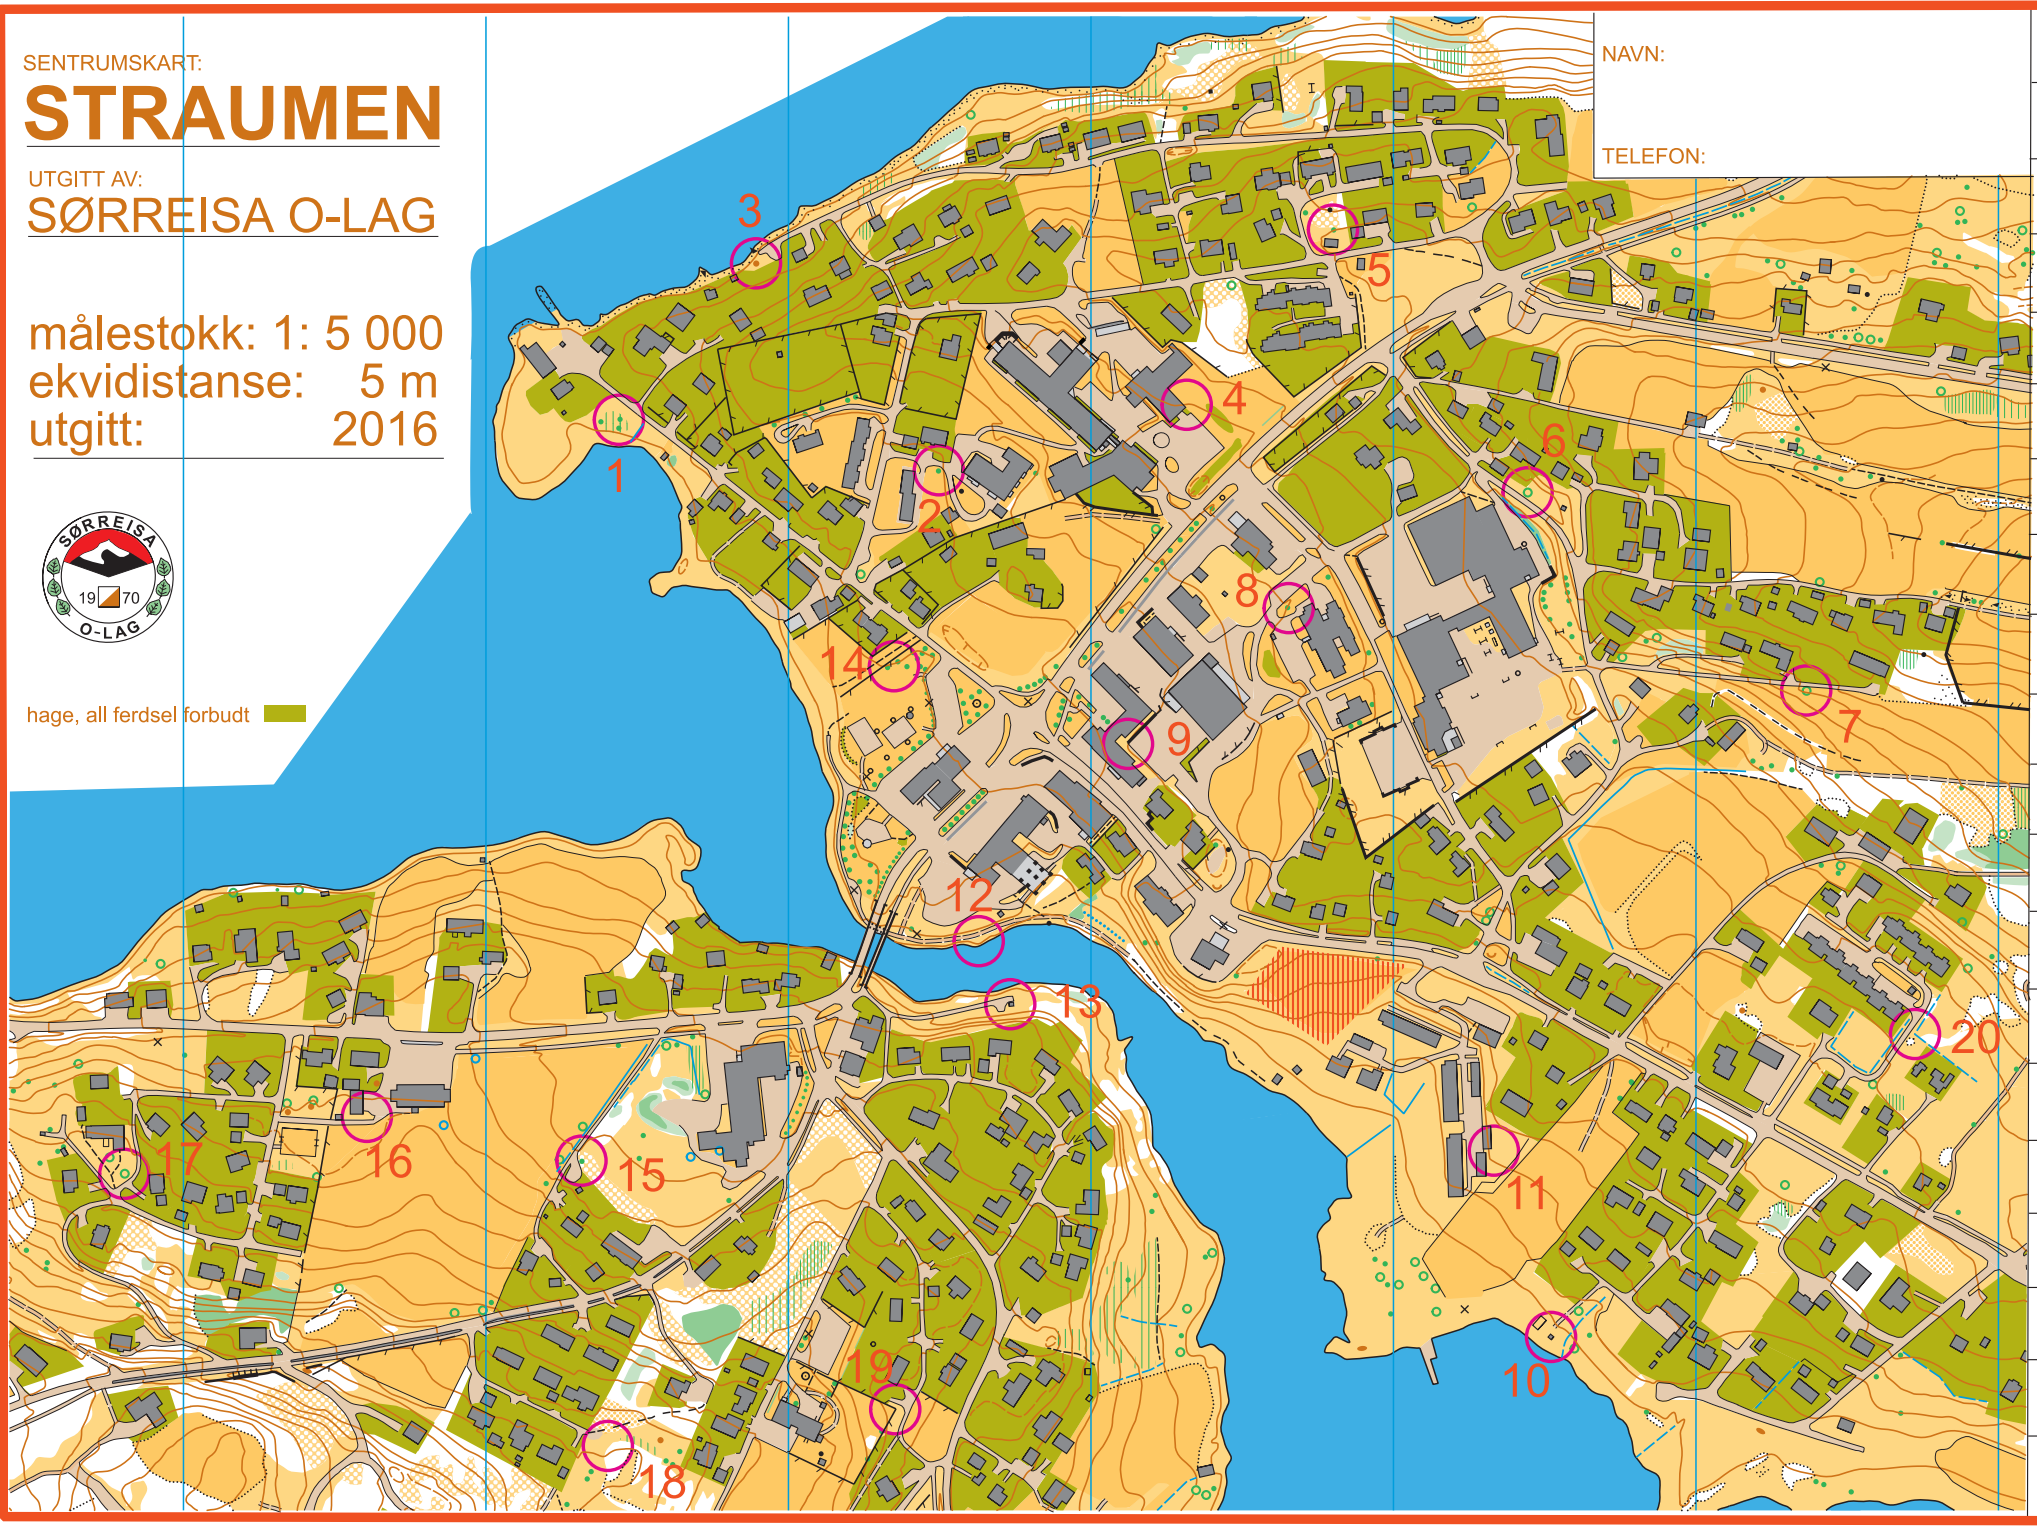 SENTRUMSKART:
STRAUMEN
UTGITT AV:
SØRREISA O-LAG
målestokk: 1: 5 000
ekvidistanse: 5 m
utgitt: 2016
SØRREISA
19 70
O-LAG
hage, all ferdsel forbudt
NAVN:
TELEFON:
3
5
4
1
2
6
8
14
7
9
12
13
20
17
16
15
11
19
10
18